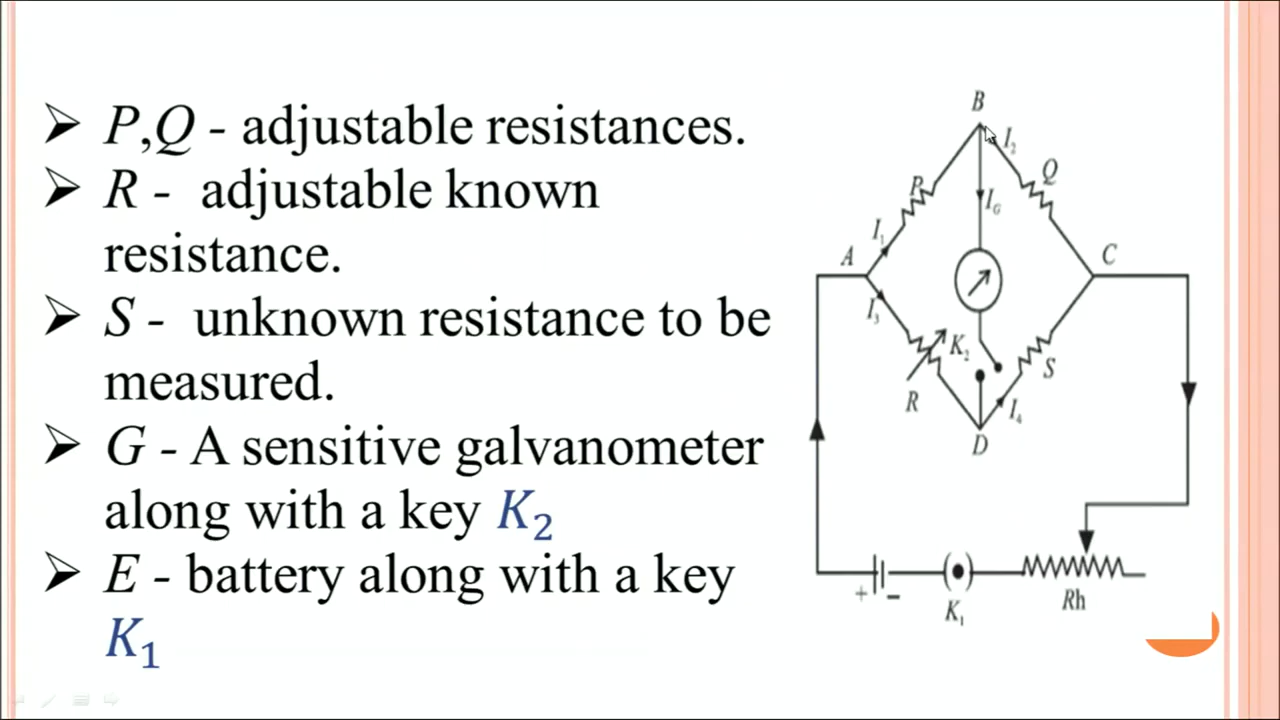 ➢ P,Q - adjustable resistances.
➢ R - adjustable known
resistance.
➢ S - unknown resistance to be
measured.
➢ G - A sensitive galvanometer
along with a key K₂
➢ E - battery along with a key
K₁
B
I₂
P
Q
I_G
I₁
A
C
I₃
K₂
S
R
I₄
D
+
-
K₁
Rh